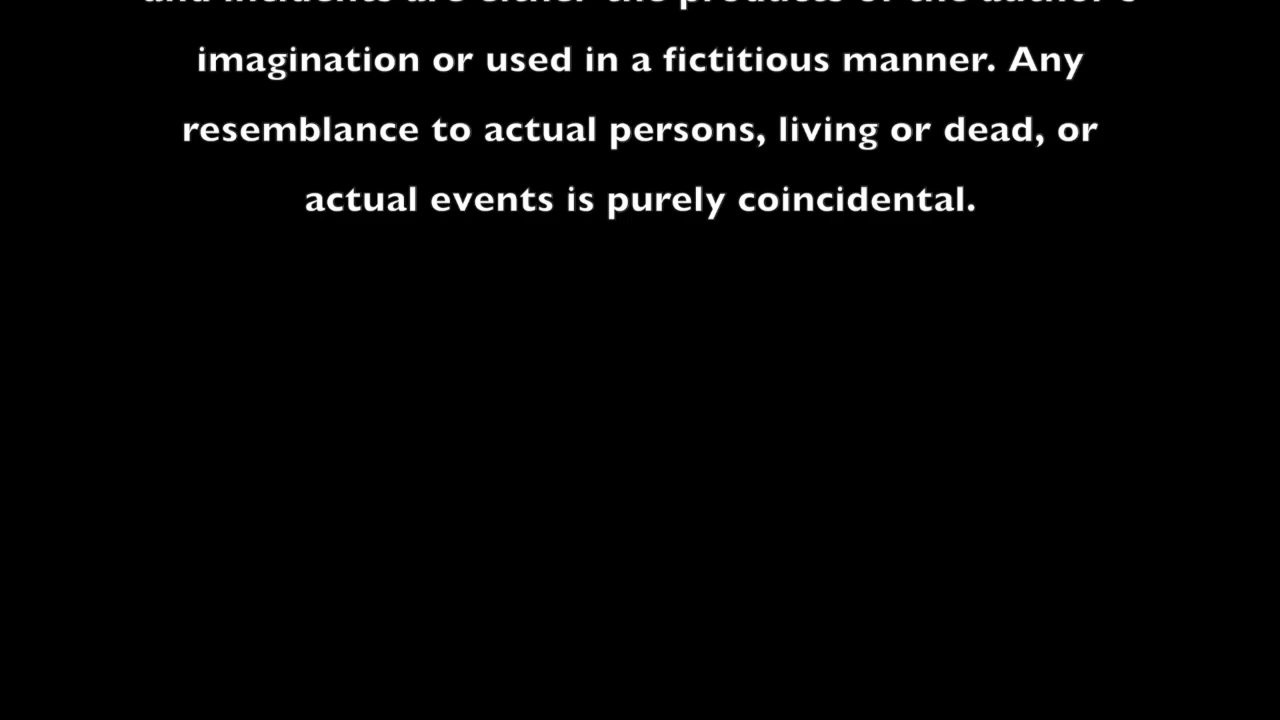 and incidents are either the products of the author's
imagination or used in a fictitious manner. Any
resemblance to actual persons, living or dead, or
actual events is purely coincidental.